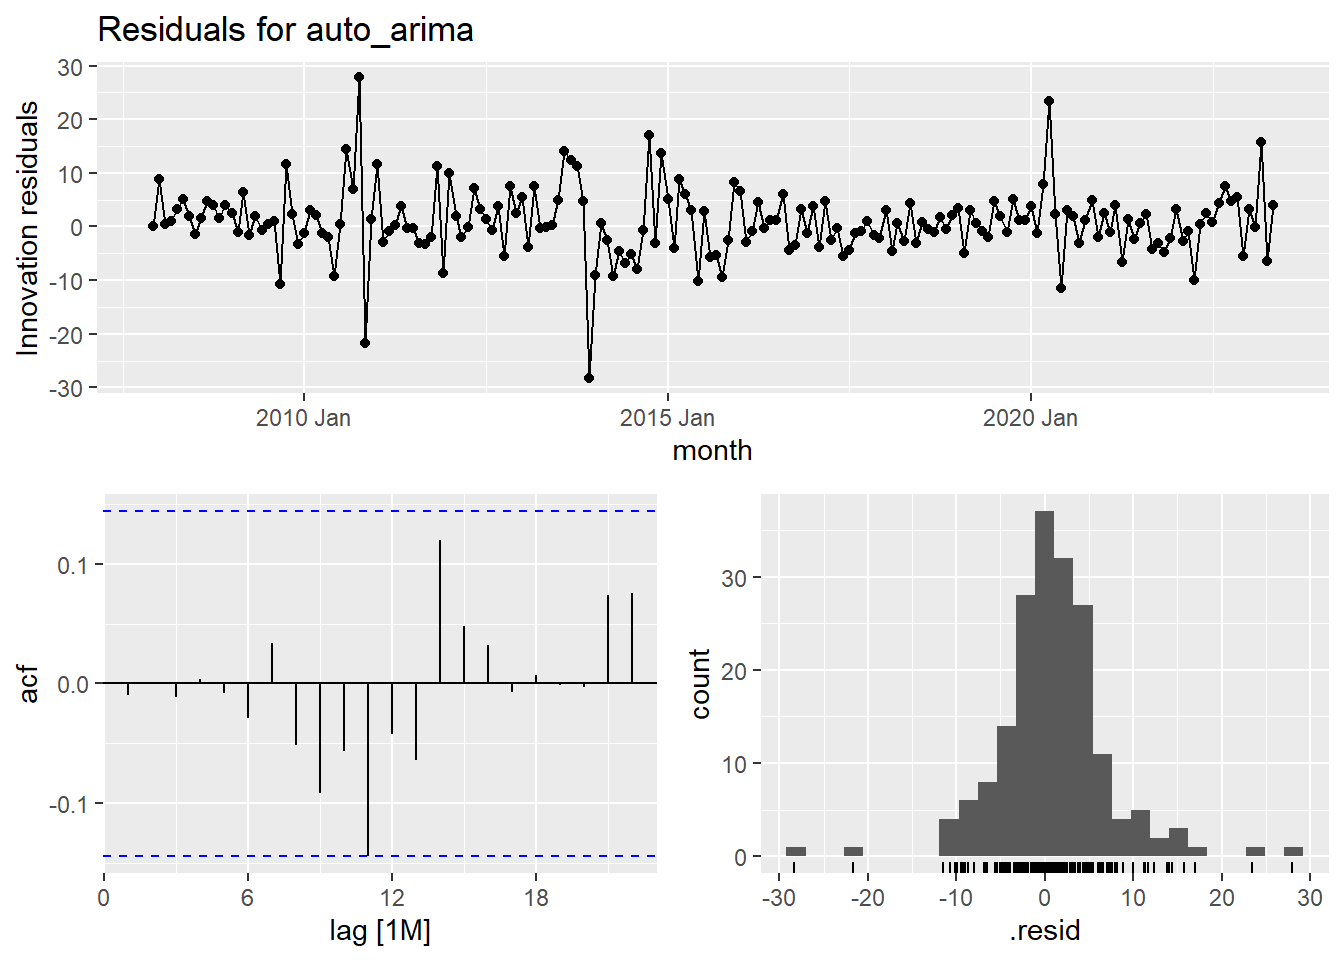 Residuals for auto_arima
Innovation residuals
30
20
10
0
-10
-20
-30
2010 Jan 2015 Jan 2020 Jan
month
acf
0.1
0.0
-0.1
0 6 12 18
lag [1M]
count
30
20
10
0
-30 -20 -10 0 10 20 30
.resid